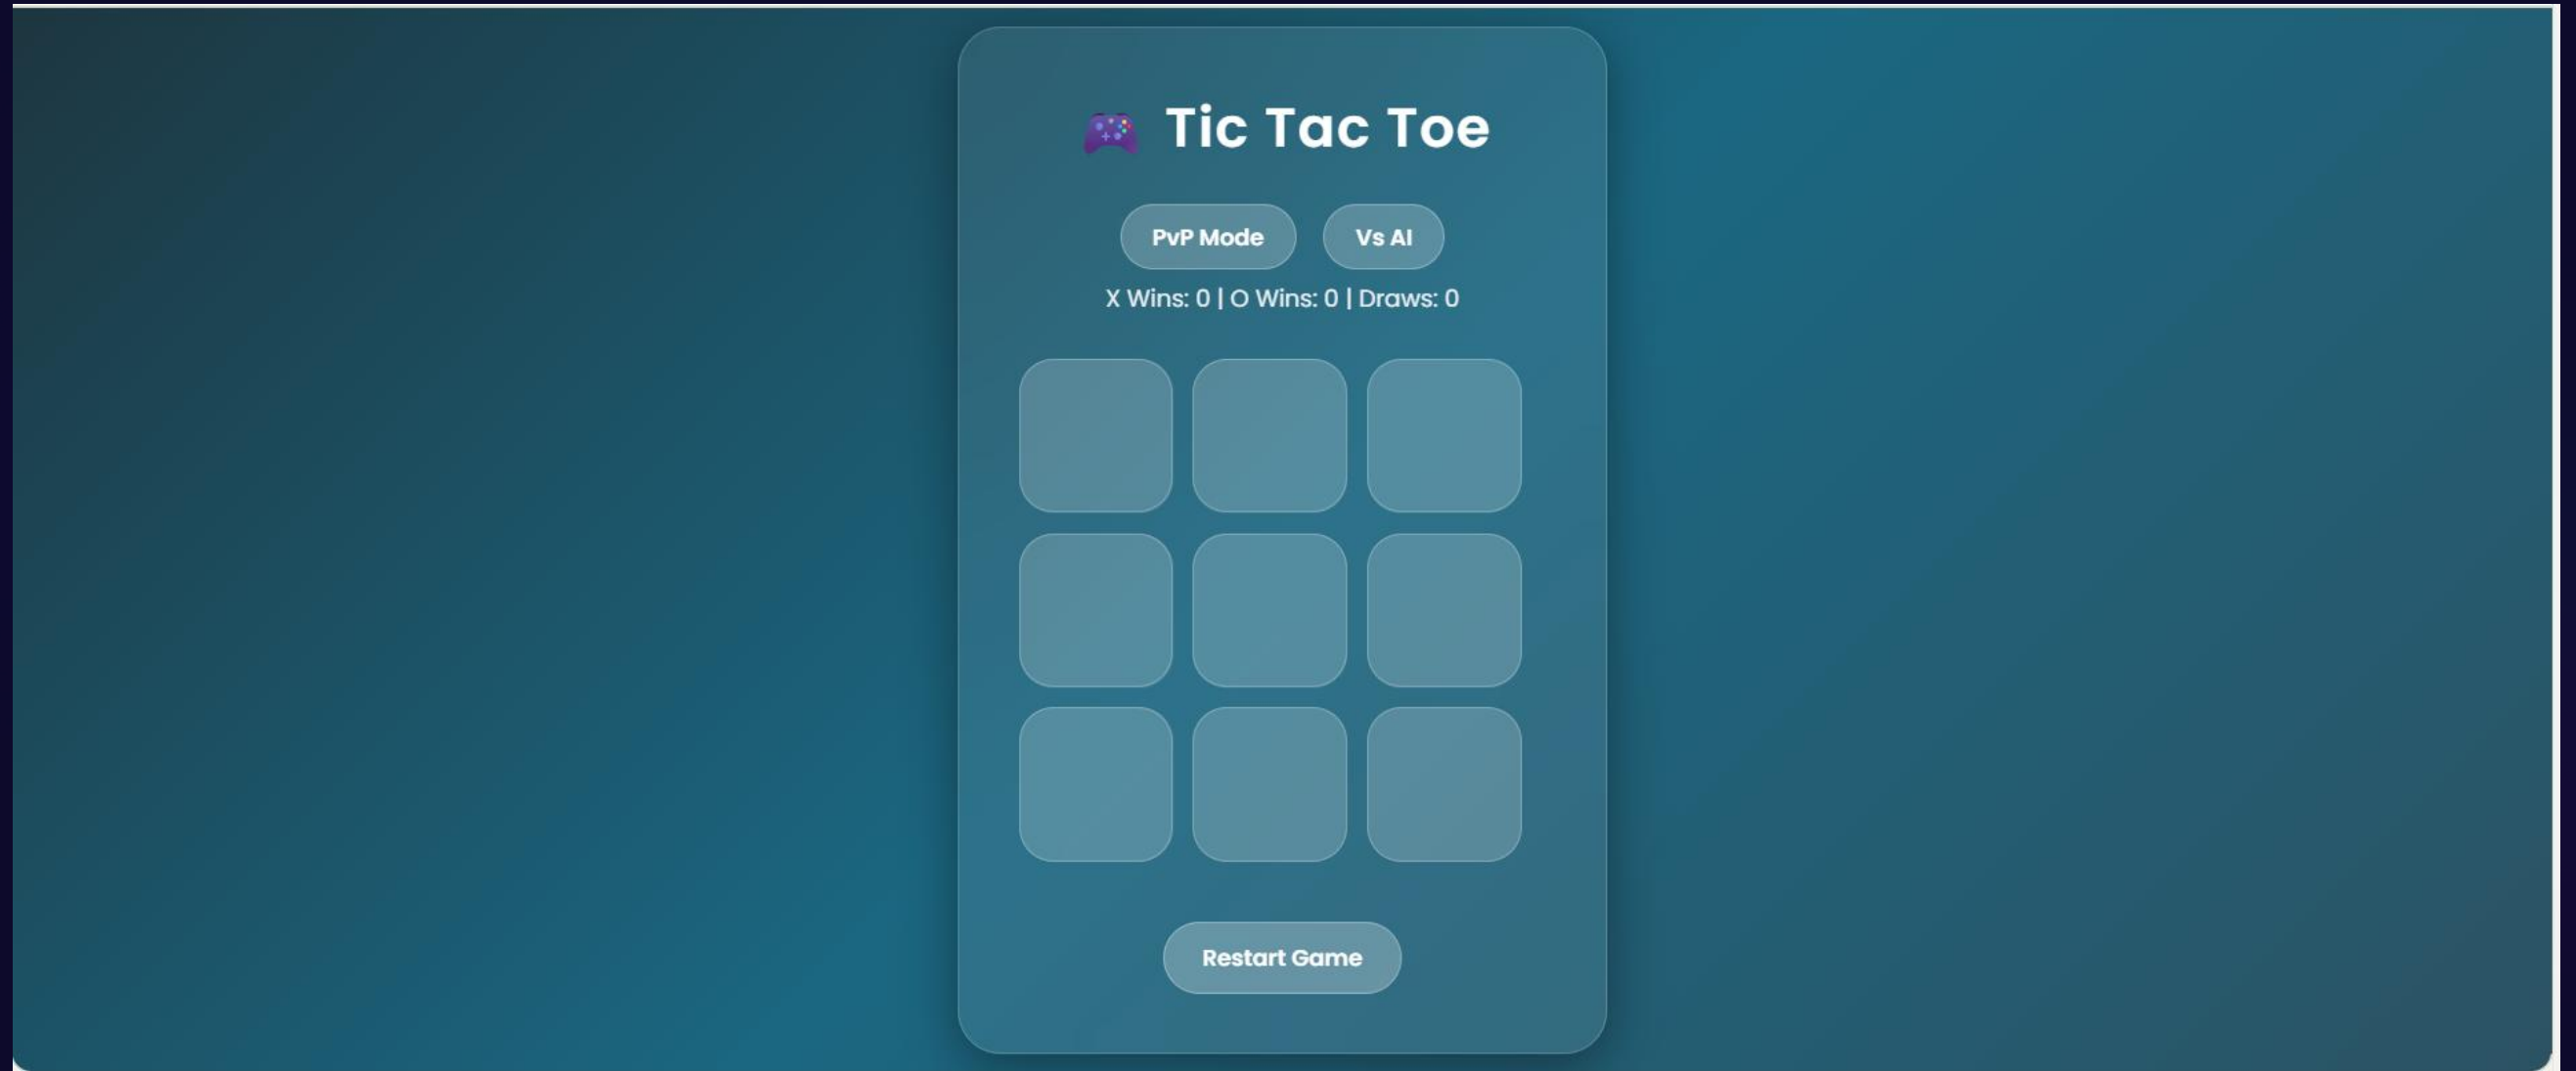 Tic Tac Toe
PvP Mode Vs AI
X Wins: 0 | O Wins: 0 | Draws: 0
Restart Game